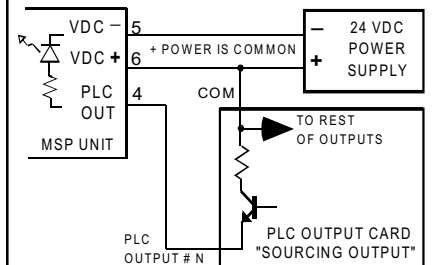 VDC − 5
VDC + 6
PLC OUT 4
MSP UNIT
+ POWER IS COMMON
− 24 VDC
+ POWER
SUPPLY
COM
TO REST
OF OUTPUTS
PLC
OUTPUT # N
PLC OUTPUT CARD
"SOURCING OUTPUT"